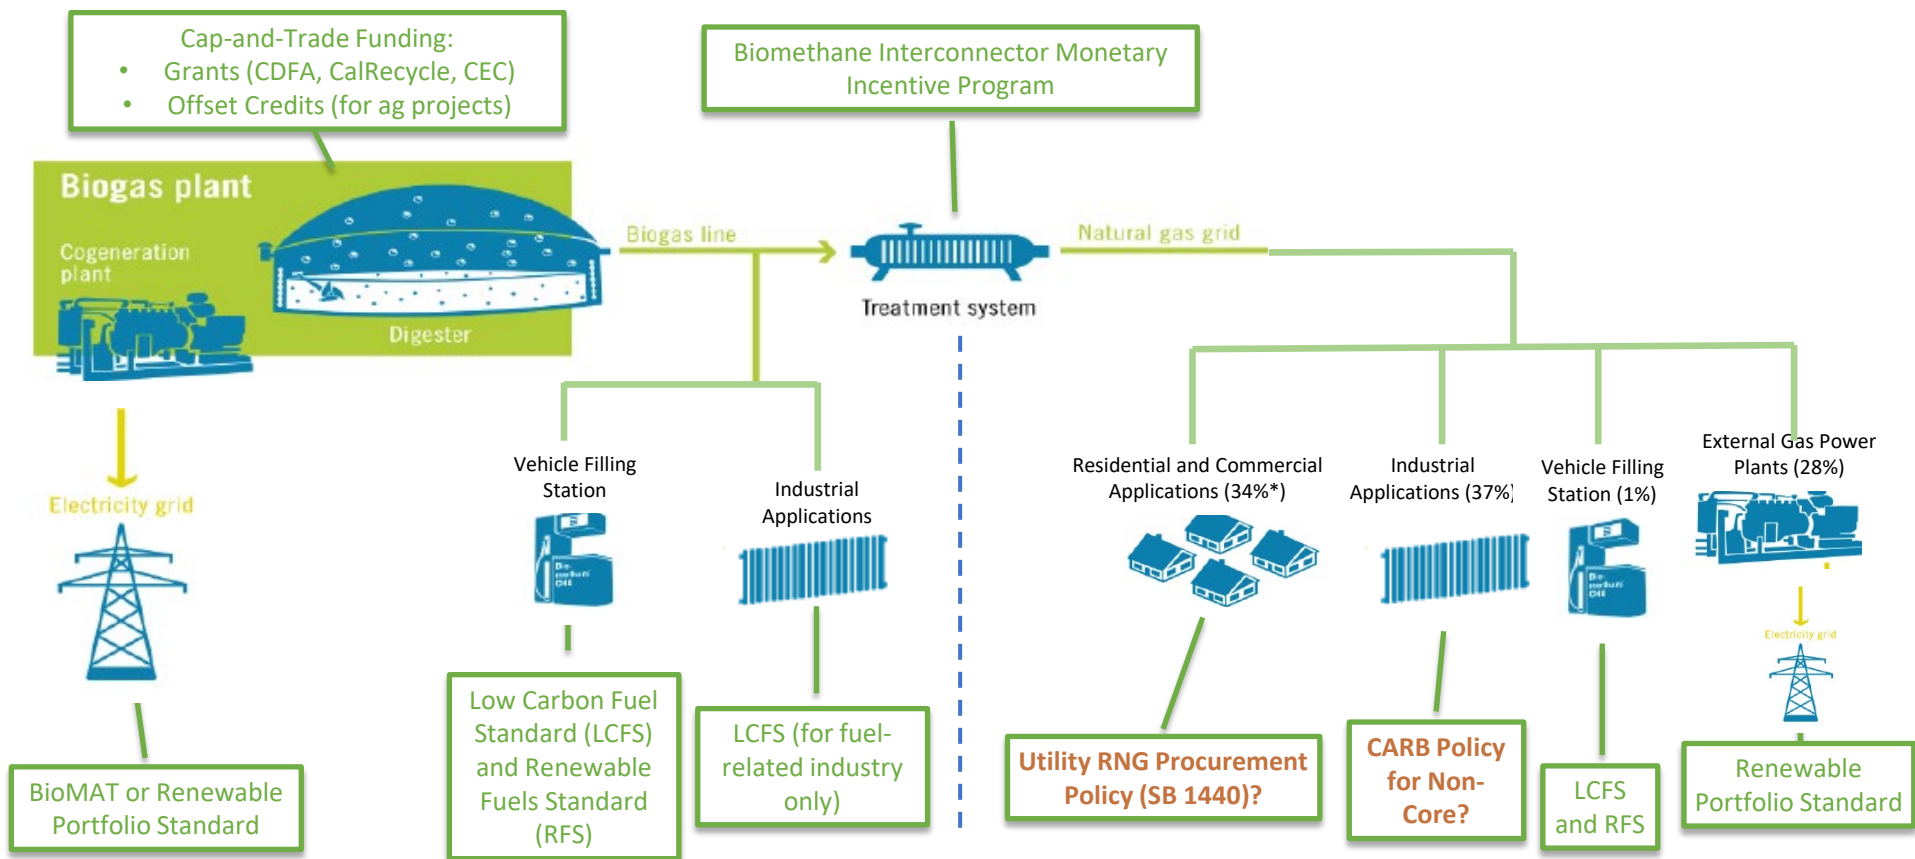 Cap-and-Trade Funding:
• Grants (CDFA, CalRecycle, CEC)
• Offset Credits (for ag projects)
Biomethane Interconnector Monetary
Incentive Program
Biogas plant
Cogeneration
plant
Digester
Biogas line
Treatment system
Natural gas grid
Electricity grid
Vehicle Filling
Station
Industrial
Applications
Residential and Commercial
Applications (34%*)
Industrial
Applications (37%)
Vehicle Filling
Station (1%)
External Gas Power
Plants (28%)
Electricity grid
BioMAT or Renewable
Portfolio Standard
Low Carbon Fuel
Standard (LCFS)
and Renewable
Fuels Standard
(RFS)
LCFS (for fuel-
related industry
only)
Utility RNG Procurement
Policy (SB 1440)?
CARB Policy
for Non-
Core?
LCFS
and RFS
Renewable
Portfolio Standard